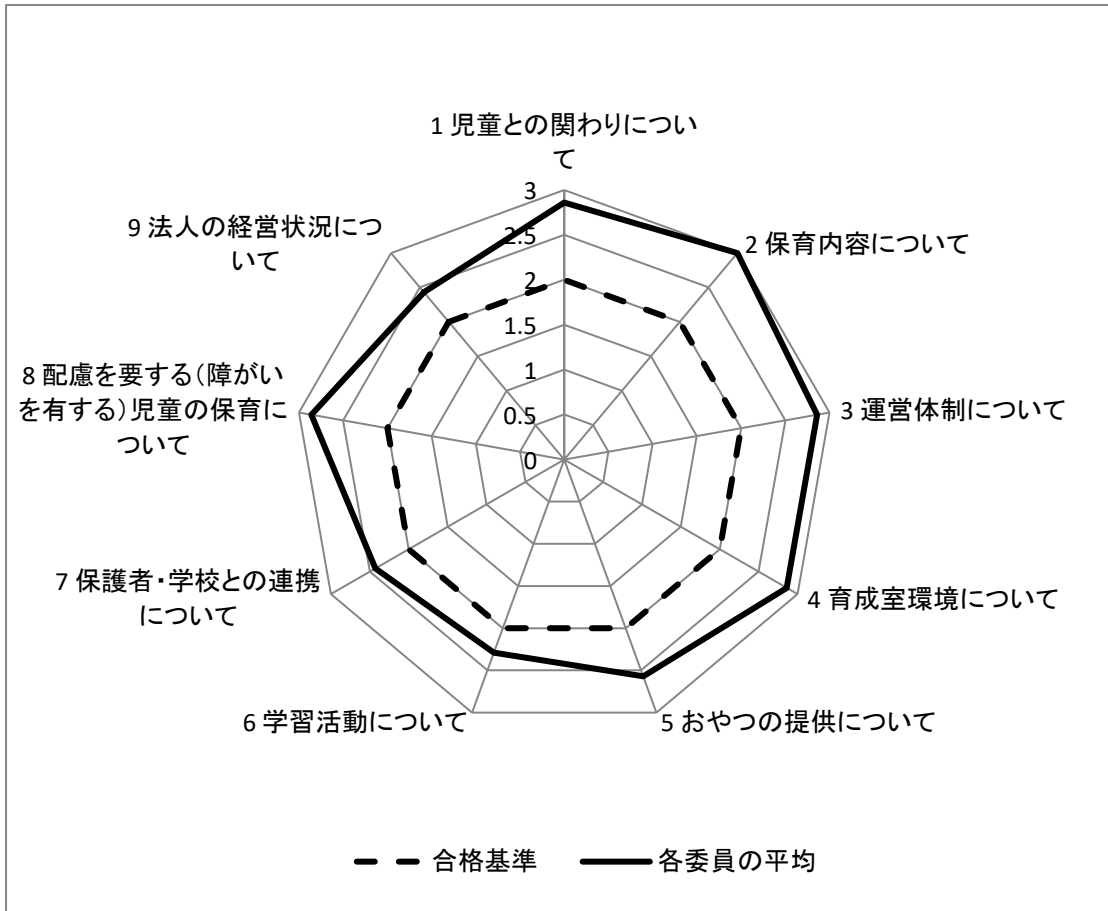 1 児童との関わりについ
て
2 保育内容について
3 運営体制について
4 育成室環境について
5 おやつの提供について
6 学習活動について
7 保護者・学校との連携
について
8 配慮を要する（障がい
を有する）児童の保育に
ついて
9 法人の経営状況につ
いて
3
2.5
2
1.5
1
0.5
0
合格基準
各委員の平均